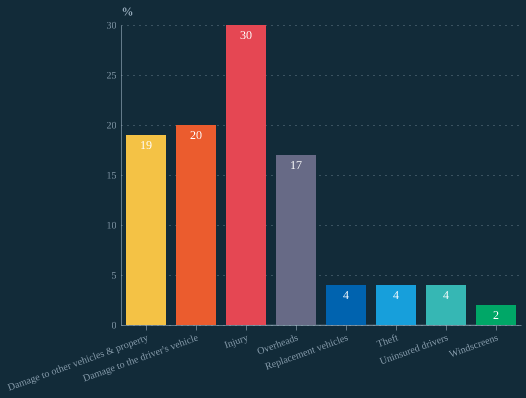 %
30
25
20
15
10
5
0
19
20
30
17
4
4
4
2
Damage to other vehicles & property
Damage to the driver's vehicle
Injury
Overheads
Replacement vehicles
Theft
Uninsured drivers
Windscreens